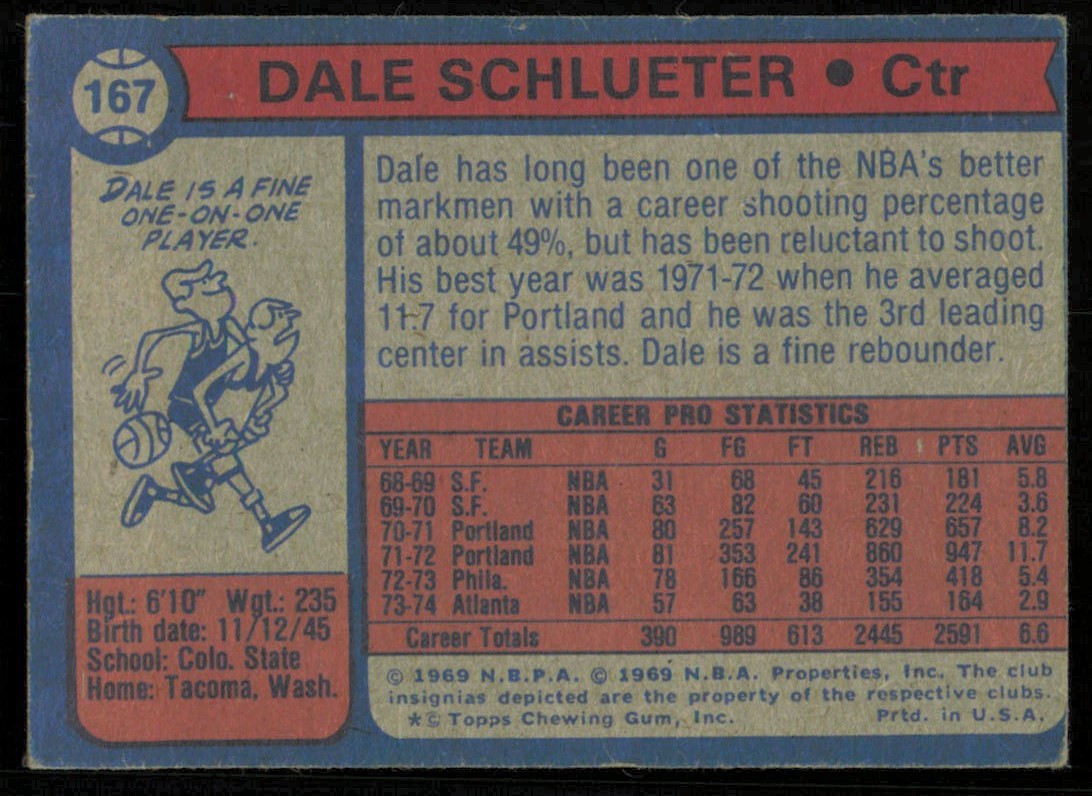 167
DALE SCHLUETER • Ctr
DALE IS A FINE
ONE-ON-ONE
PLAYER.
Dale has long been one of the NBA's better
markmen with a career shooting percentage
of about 49%, but has been reluctant to shoot.
His best year was 1971-72 when he averaged
11.7 for Portland and he was the 3rd leading
center in assists. Dale is a fine rebounder.
CAREER PRO STATISTICS
YEAR TEAM G FG FT REB PTS AVG
68-69 S.F. NBA 31 68 45 216 181 5.8
69-70 S.F. NBA 63 82 60 231 224 3.6
70-71 Portland NBA 80 257 143 629 657 8.2
71-72 Portland NBA 81 353 241 860 947 11.7
72-73 Phila. NBA 78 166 86 354 418 5.4
73-74 Atlanta NBA 57 63 38 155 164 2.9
Career Totals 390 989 613 2445 2591 6.6
Hgt.: 6'10" Wgt.: 235
Birth date: 11/12/45
School: Colo. State
Home: Tacoma, Wash.
© 1969 N.B.P.A. © 1969 N.B.A. Properties, Inc. The club
insignias depicted are the property of the respective clubs.
*© Topps Chewing Gum, Inc. Prtd. in U.S.A.